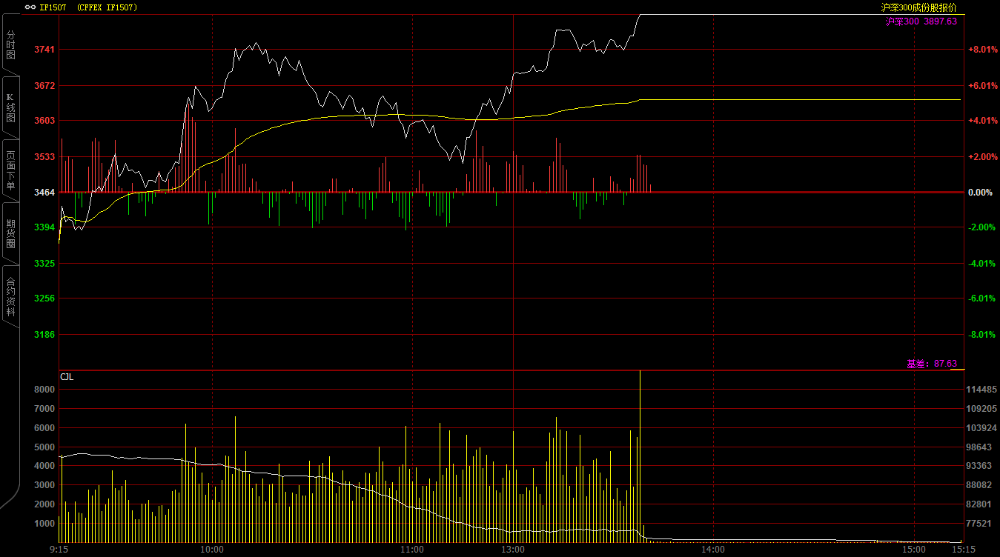 IF1507 (CFFEX IF1507)
沪深300成份股报价
沪深300 3897.63
分时图
K线图
页面下单
期货圈
合约资料
3741 +8.01%
3672 +6.01%
3603 +4.01%
3533 +2.00%
3464 0.00%
3394 -2.00%
3325 -4.01%
3256 -6.01%
3186 -8.01%
基差: 87.63
CJL
8000 114485
7000 109205
6000 103924
5000 98643
4000 93363
3000 88082
2000 82801
1000 77521
9:15 10:00 11:00 13:00 14:00 15:00 15:15